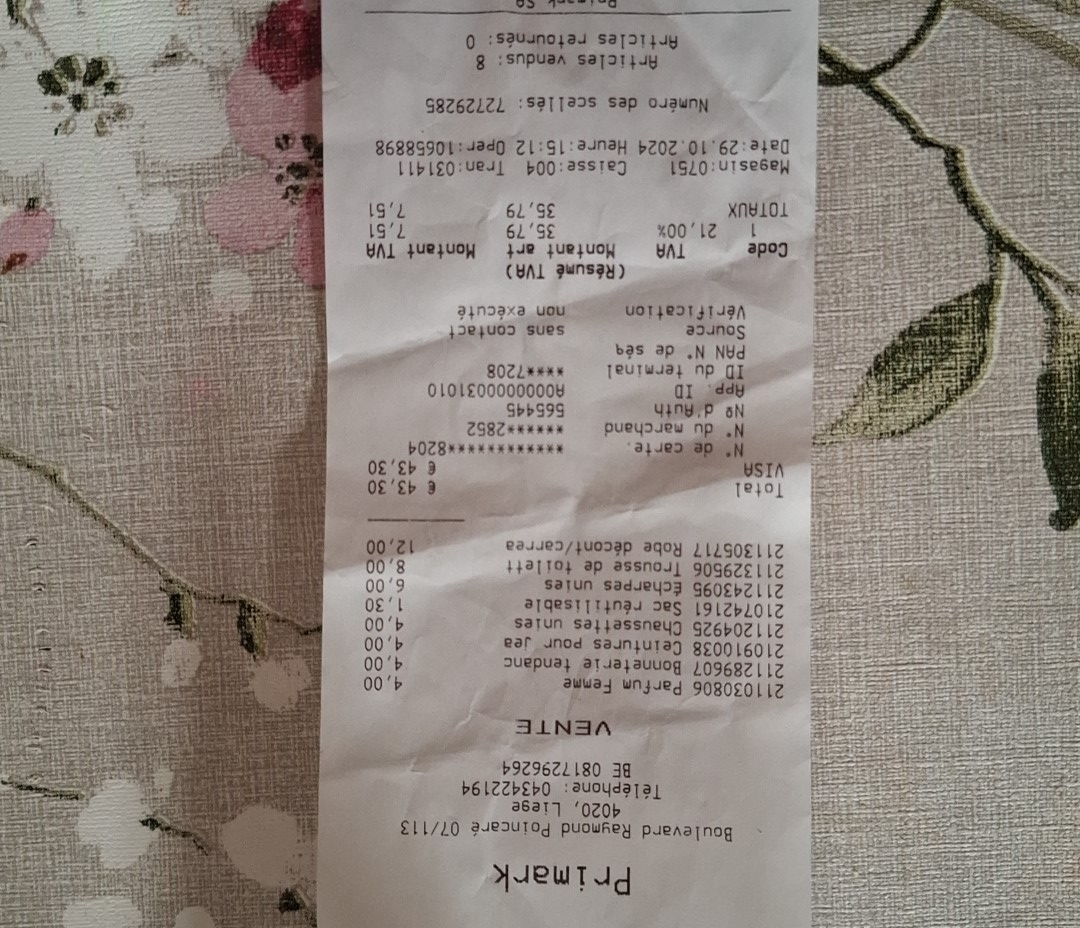 Primark
Boulevard Raymond Poincaré 07/113
4020, Liege
Téléphone: 043422194
BE 0817296264
VENTE
211030806 Parfum Femme 4,00
211289607 Bonneterie tendanc 4,00
210910038 Ceintures pour jea 4,00
211204925 Chaussettes unies 4,00
210742161 Sac réutilisable 1,30
211243095 Écharpes unies 6,00
211329506 Trousse de toilett 8,00
211305717 Robe décont/carrea 12,00
Total € 43,30
VISA € 43,30
N° de carte. ************8204
N° du marchand ******2852
Nº d'Auth 565445
App. ID A0000000031010
ID du terminal ****7208
PAN N° de séq
Source sans contact
Vérification non exécuté
(Résumé TVA)
Code TVA Montant art Montant TVA
1 21,00% 35,79 7,51
TOTAUX 35,79 7,51
Magasin:0751 Caisse:004 Tran:031411
Date:29.10.2024 Heure:15:12 Oper:10658898
Numéro des scellés: 72729285
Articles vendus: 8
Articles retournés: 0
Primark SA